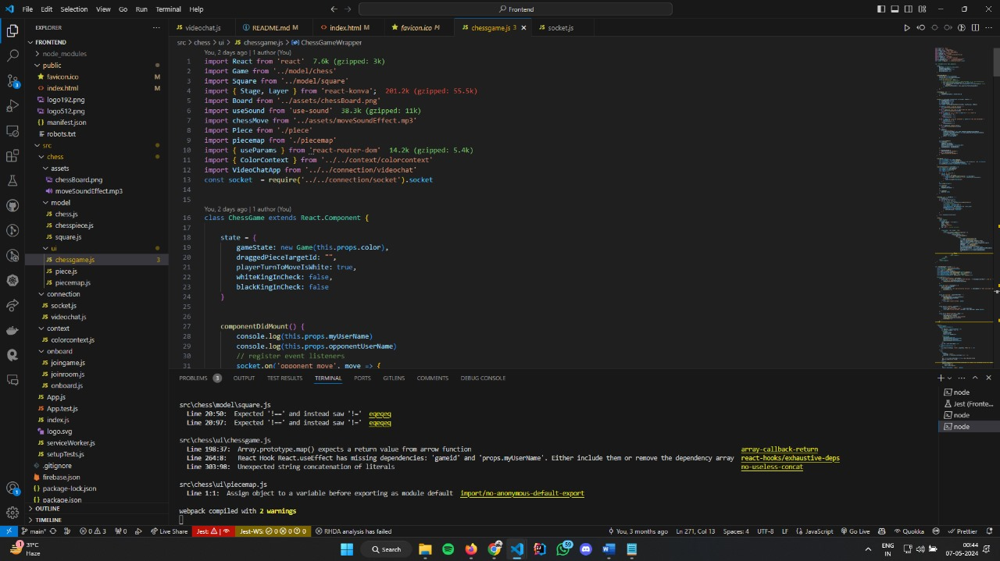 File Edit Selection View Go Run Terminal Help
Frontend
EXPLORER
FRONTEND
node_modules
public
favicon.ico M
index.html M
logo192.png
logo512.png
manifest.json
robots.txt
src
chess
assets
chessBoard.png
moveSoundEffect.mp3
model
chess.js
chesspiece.js
square.js
ui
chessgame.js 3
piece.js
piecemap.js
connection
socket.js
videochat.js
context
colorcontext.js
onboard
joingame.js
joinroom.js
onboard.js
App.js
App.test.js
index.js
logo.svg
serviceWorker.js
setupTests.js
.gitignore
firebase.json
package-lock.json
package.json
OUTLINE
TIMELINE
videochat.js README.md M index.html M favicon.ico M chessgame.js 3 socket.js
src > chess > ui > chessgame.js > ChessGameWrapper
You, 2 days ago | 1 author (You)
1 import React from 'react' 7.6k (gzipped: 3k)
2 import Game from '../model/chess'
3 import Square from '../model/square'
4 import { Stage, Layer } from 'react-konva'; 201.2k (gzipped: 55.5k)
5 import Board from '../assets/chessBoard.png'
6 import useSound from 'use-sound' 38.3k (gzipped: 11k)
7 import chessMove from '../assets/moveSoundEffect.mp3'
8 import Piece from './piece'
9 import piecemap from './piecemap'
10 import { useParams } from 'react-router-dom' 14.2k (gzipped: 5.4k)
11 import { ColorContext } from '../../context/colorcontext'
12 import VideoChatApp from '../../connection/videochat'
13 const socket = require('../../connection/socket').socket
14
15
You, 2 days ago | 1 author (You)
16 class ChessGame extends React.Component {
17
18 state = {
19 gameState: new Game(this.props.color),
20 draggedPieceTargetId: "",
21 playerTurnToMoveIsWhite: true,
22 whiteKingInCheck: false,
23 blackKingInCheck: false
24 }
25
26
27 componentDidMount() {
28 console.log(this.props.myUserName)
29 console.log(this.props.opponentUserName)
30 // register event listeners
31 socket.on('opponent move', move => {
PROBLEMS 3 OUTPUT TEST RESULTS TERMINAL PORTS GITLENS COMMENTS DEBUG CONSOLE
src\chess\model\square.js
Line 20:50: Expected '!==' and instead saw '!=' eqeqeq
Line 20:97: Expected '!==' and instead saw '!=' eqeqeq
src\chess\ui\chessgame.js
Line 198:37: Array.prototype.map() expects a return value from arrow function array-callback-return
Line 264:8: React Hook React.useEffect has missing dependencies: 'gameid' and 'props.myUserName'. Either include them or remove the dependency array react-hooks/exhaustive-deps
Line 303:98: Unexpected string concatenation of literals no-useless-concat
src\chess\ui\piecemap.js
Line 1:1: Assign object to a variable before exporting as module default import/no-anonymous-default-export
webpack compiled with 2 warnings
node
Jest (Fronte...
node
node
main* 0 3 0 Live Share Jest: Jest-WS: 0 0 0 RHDA analysis has failed You, 3 months ago Ln 271, Col 13 Spaces: 4 UTF-8 LF JavaScript Go Live Quokka Prettier
31°C
Haze
Search
59
ENG
IN
00:44
07-05-2024